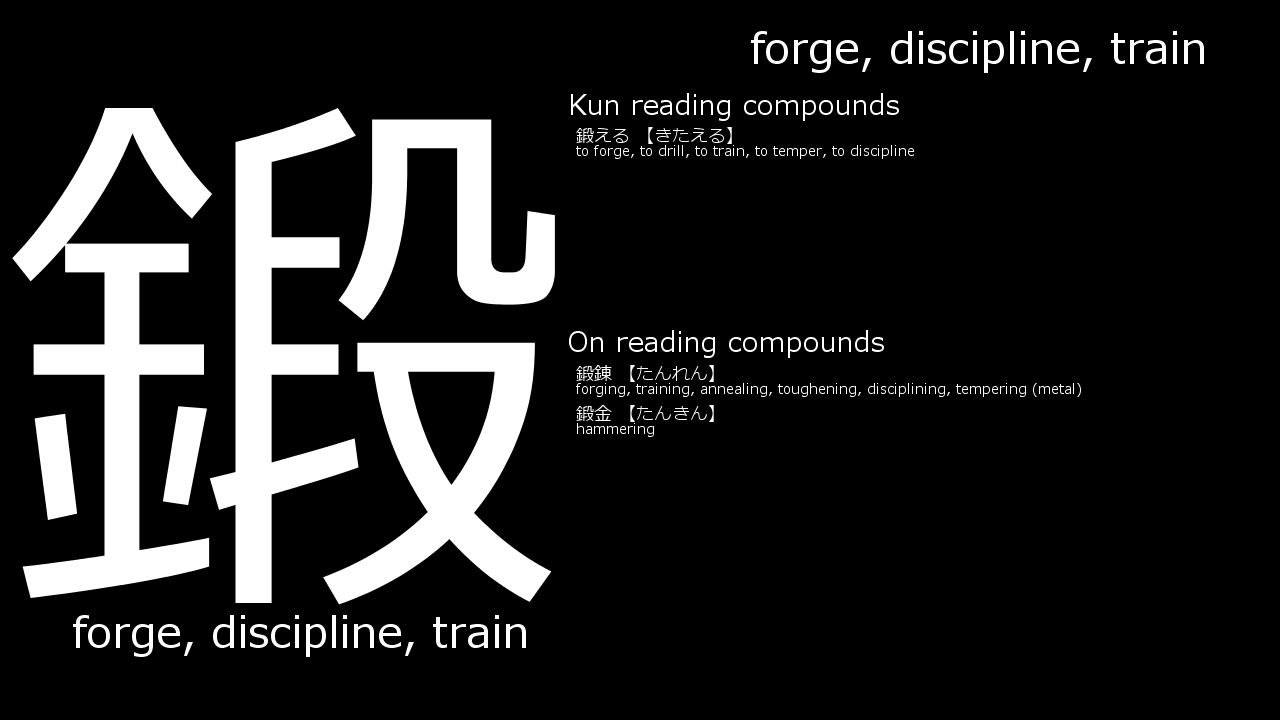 鍛
forge, discipline, train
forge, discipline, train
Kun reading compounds
鍛える 【きたえる】
to forge, to drill, to train, to temper, to discipline
On reading compounds
鍛錬 【たんれん】
forging, training, annealing, toughening, disciplining, tempering (metal)
鍛金 【たんきん】
hammering